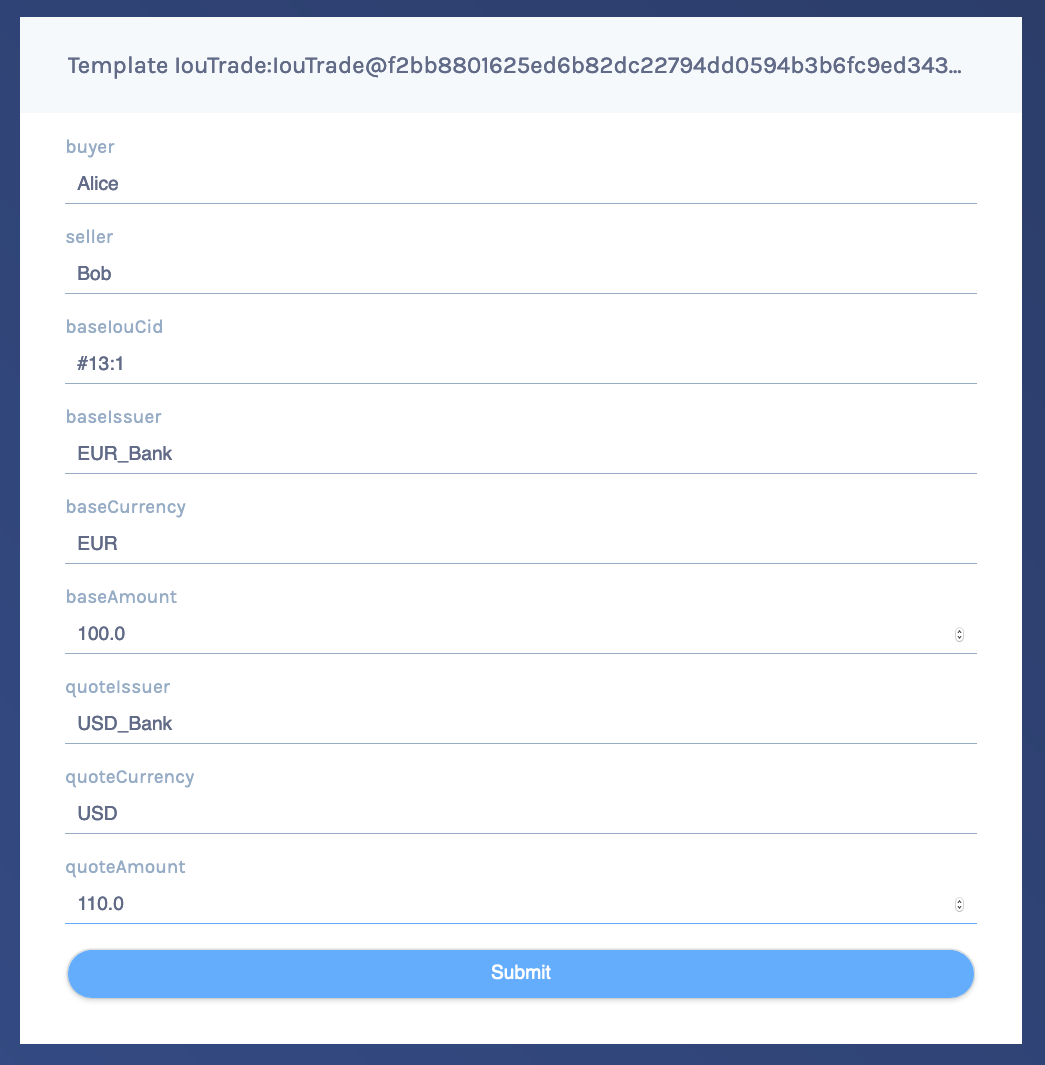 Template IouTrade:IouTrade@f2bb8801625ed6b82dc22794dd0594b3b6fc9ed343...
buyer
Alice
seller
Bob
baseIouCid
#13:1
baseIssuer
EUR_Bank
baseCurrency
EUR
baseAmount
100.0
quoteIssuer
USD_Bank
quoteCurrency
USD
quoteAmount
110.0
Submit